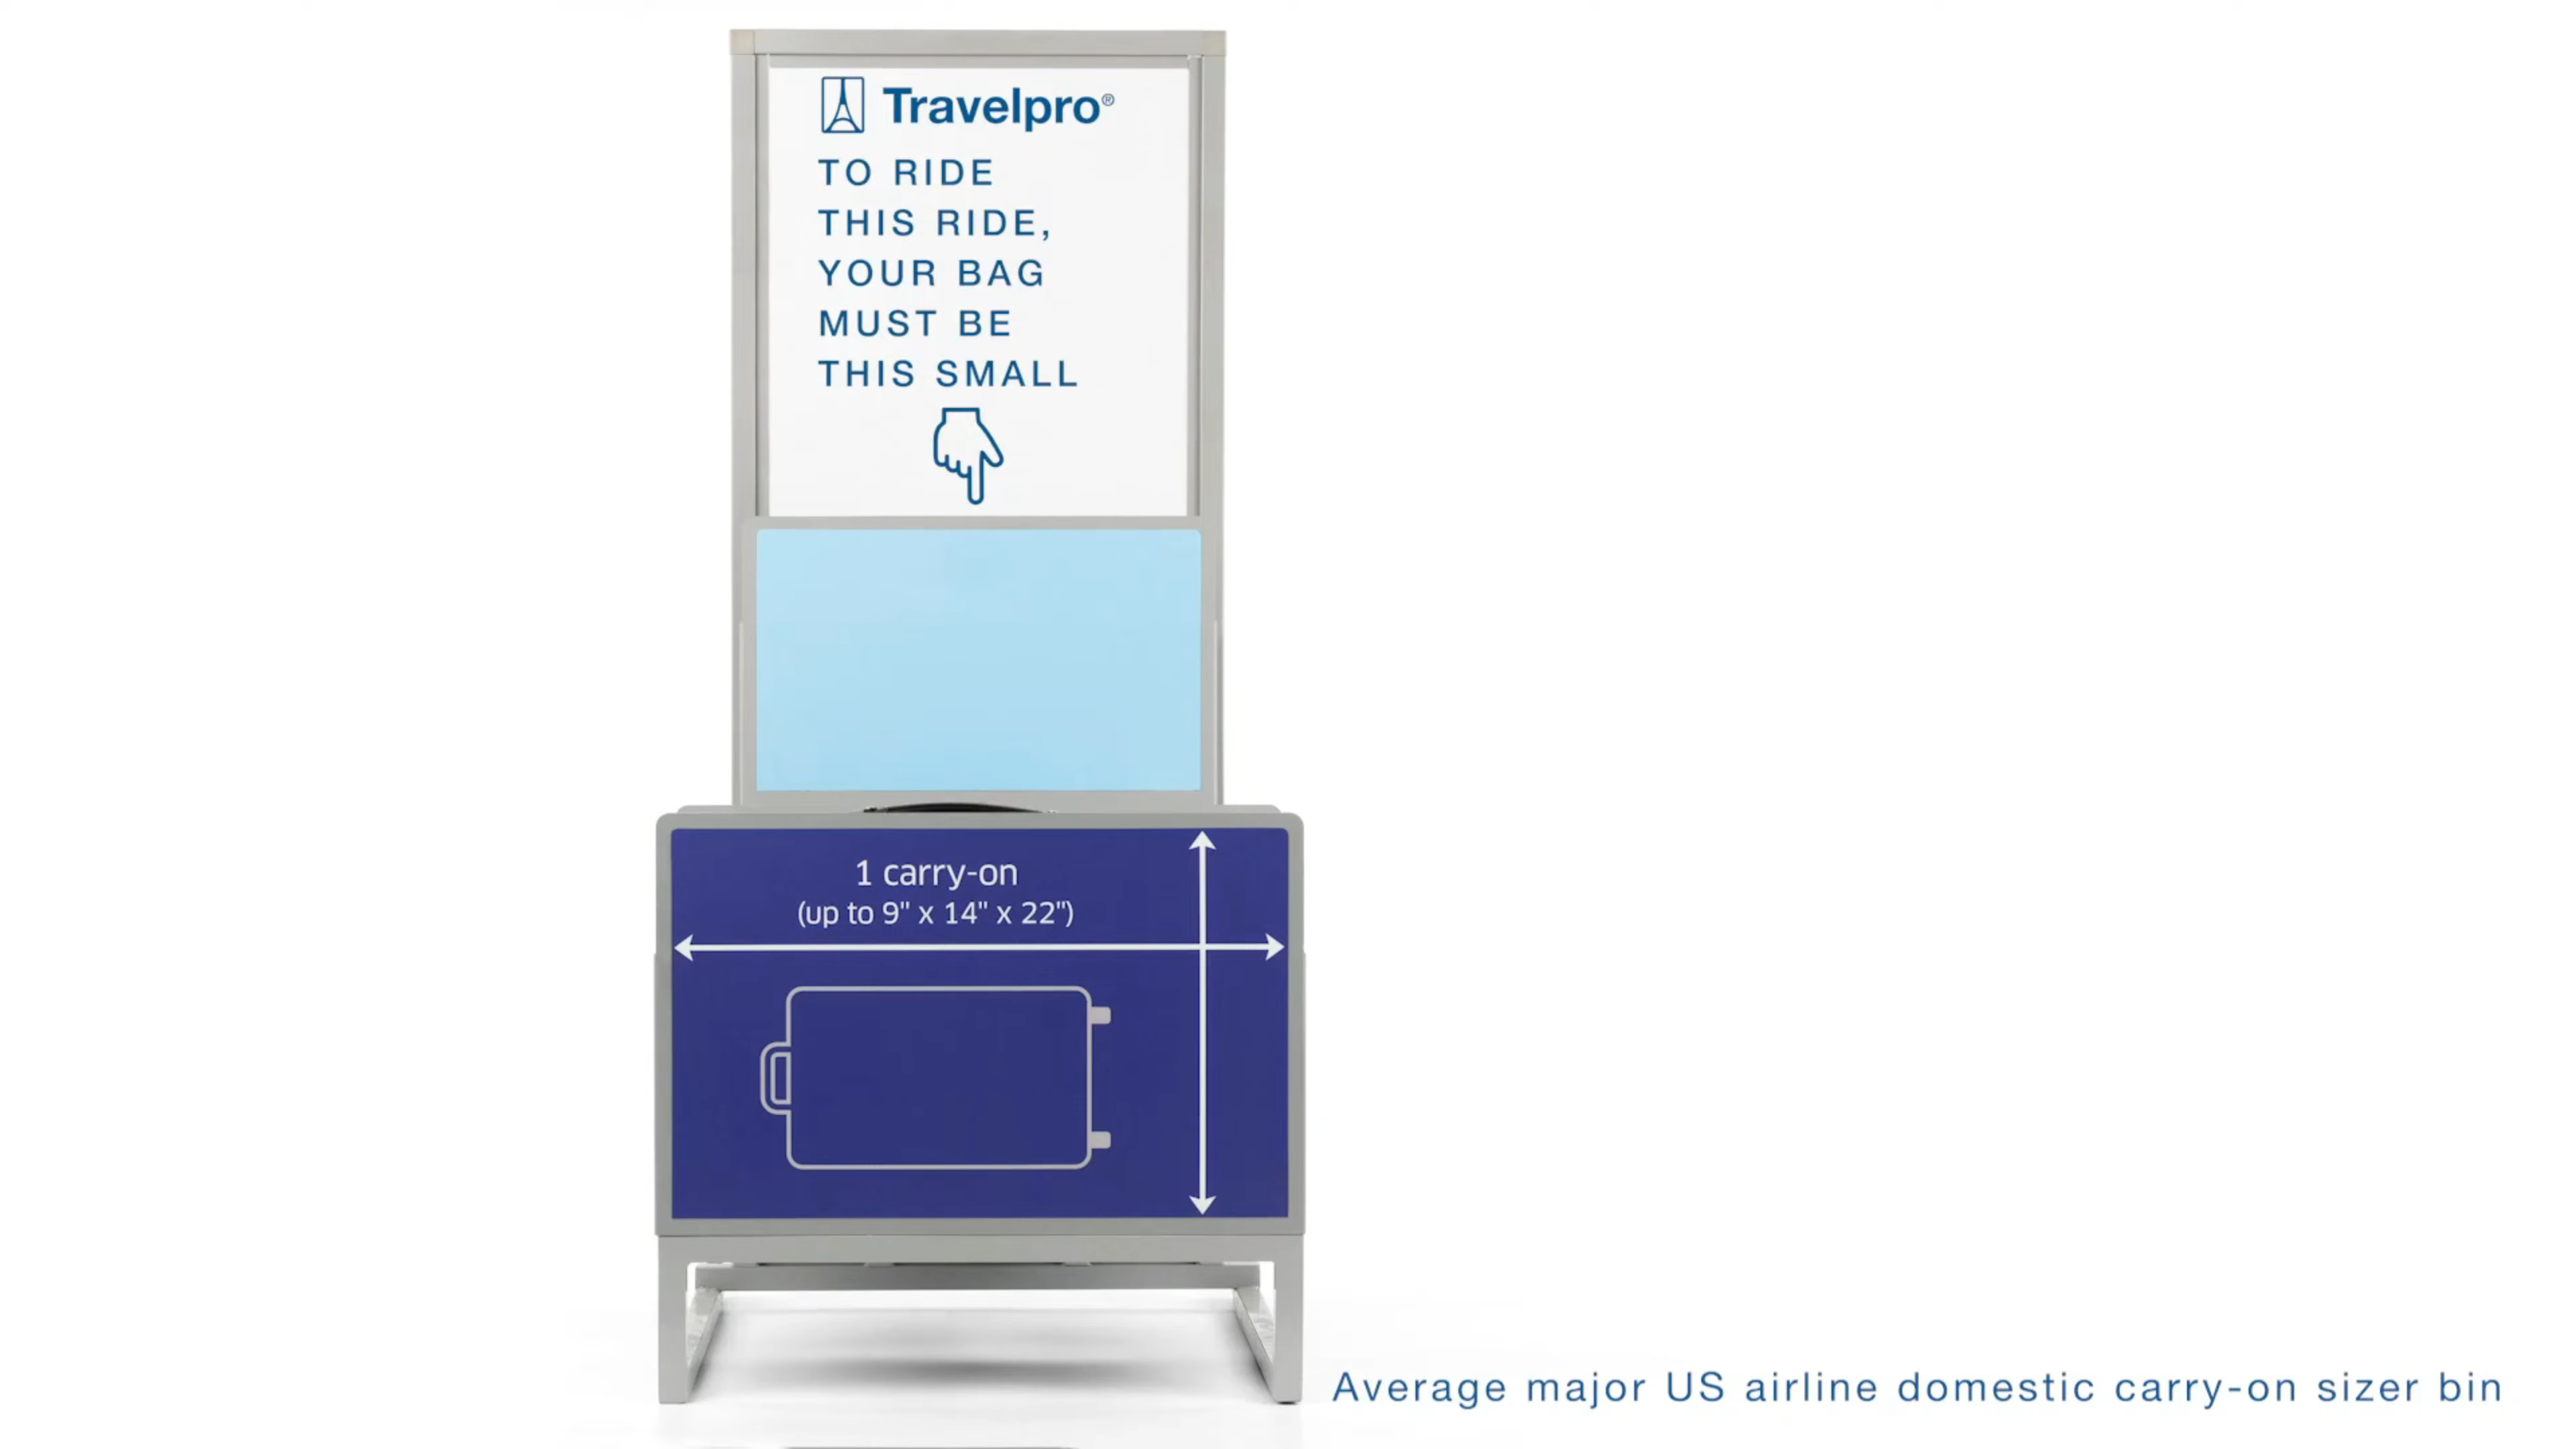 Travelpro®
TO RIDE
THIS RIDE,
YOUR BAG
MUST BE
THIS SMALL
1 carry-on
(up to 9" x 14" x 22")
Average major US airline domestic carry-on sizer bin